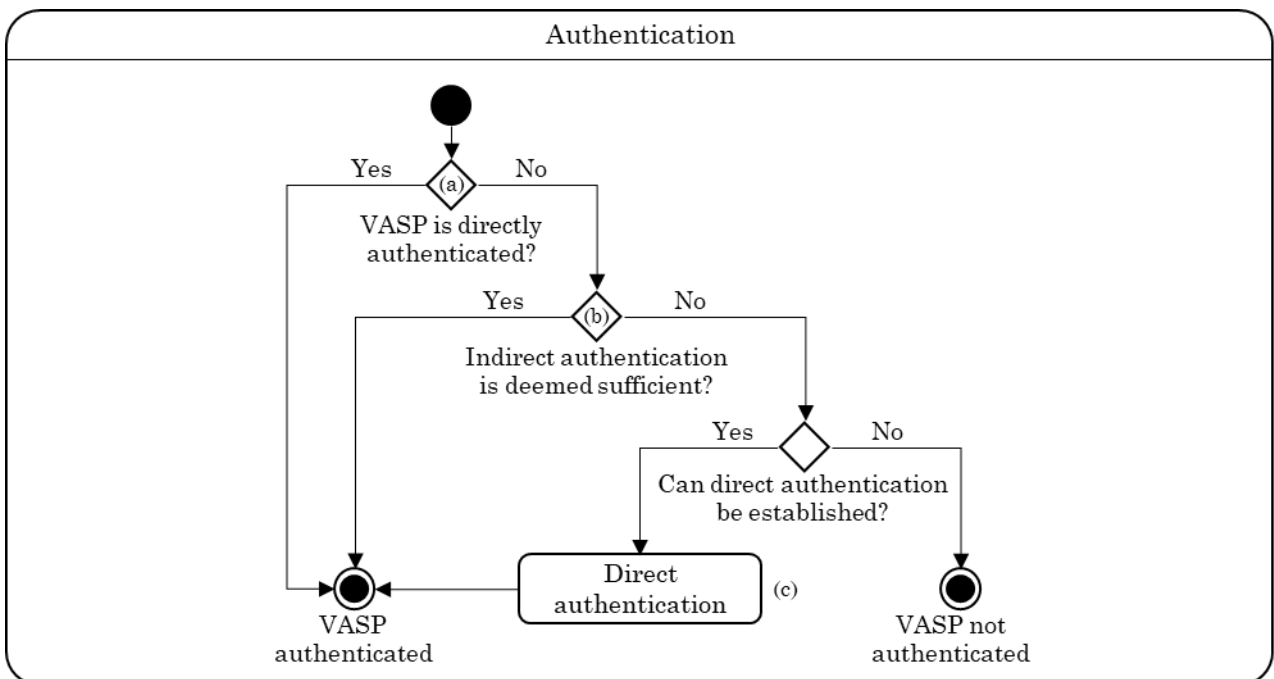 Authentication
Yes
No
(a)
VASP is directly
authenticated?
Yes
No
(b)
Indirect authentication
is deemed sufficient?
Yes
No
Can direct authentication
be established?
Direct
authentication
(c)
VASP
authenticated
VASP not
authenticated